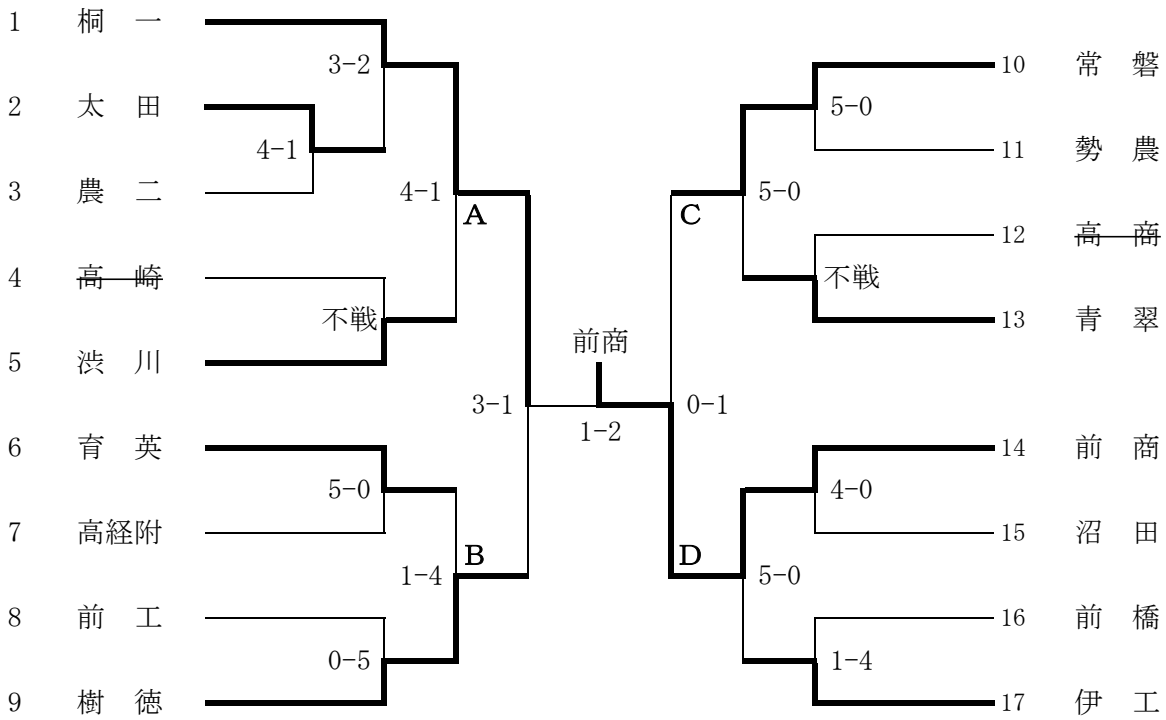 1 桐 一
3-2
10 常 磐
2 太 田
5-0
4-1
11 勢 農
3 農 二
4-1
A
C
5-0
12 高 商
4 高 崎
不戦
不戦
13 青 翠
5 渋 川
前商
3-1
0-1
1-2
6 育 英
14 前 商
5-0
4-0
7 高経附
15 沼 田
B
D
1-4
5-0
8 前 工
16 前 橋
0-5
1-4
9 樹 徳
17 伊 工